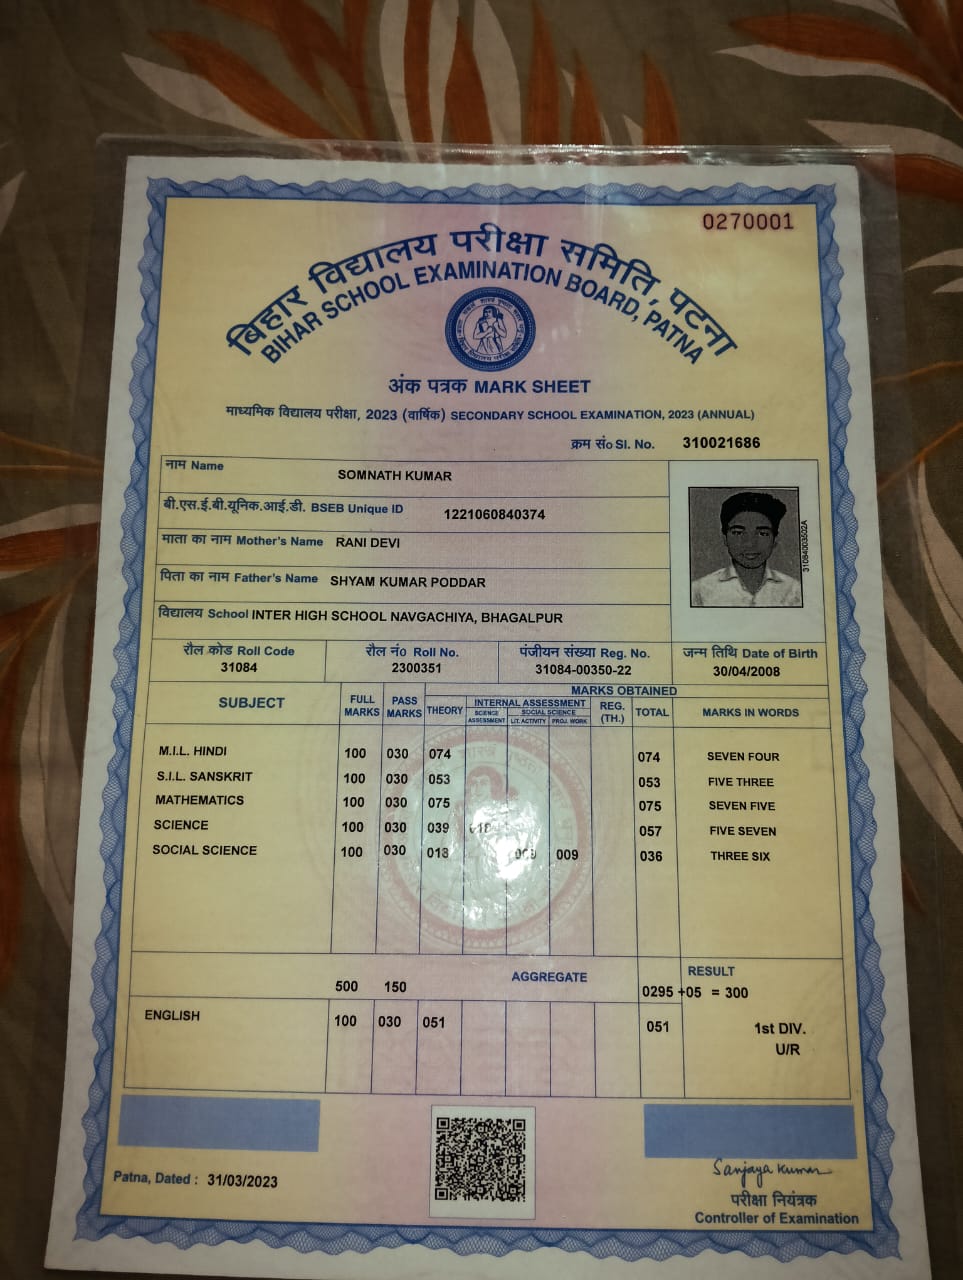 0270001
बिहार विद्यालय परीक्षा समिति, पटना
BIHAR SCHOOL EXAMINATION BOARD, PATNA
अंक पत्रक MARK SHEET
माध्यमिक विद्यालय परीक्षा, 2023 (वार्षिक) SECONDARY SCHOOL EXAMINATION, 2023 (ANNUAL)
क्रम सं० Sl. No. 310021686
नाम Name SOMNATH KUMAR
बी.एस.ई.बी.यूनिक.आई.डी. BSEB Unique ID 1221060840374
माता का नाम Mother's Name RANI DEVI
पिता का नाम Father's Name SHYAM KUMAR PODDAR
विद्यालय School INTER HIGH SCHOOL NAVGACHIYA, BHAGALPUR
रौल कोड Roll Code रौल नं० Roll No. पंजीयन संख्या Reg. No. जन्म तिथि Date of Birth
31084 2300351 31084-00350-22 30/04/2008
SUBJECT FULL MARKS PASS MARKS MARKS OBTAINED
THEORY INTERNAL ASSESSMENT REG. (TH.) TOTAL MARKS IN WORDS
SCIENCE ASSESSMENT SOCIAL SCIENCE
LIT. ACTIVITY PROJ. WORK
M.I.L. HINDI 100 030 074 074 SEVEN FOUR
S.I.L. SANSKRIT 100 030 053 053 FIVE THREE
MATHEMATICS 100 030 075 075 SEVEN FIVE
SCIENCE 100 030 039 018 057 FIVE SEVEN
SOCIAL SCIENCE 100 030 018 009 009 036 THREE SIX
AGGREGATE RESULT
500 150 0295 +05 = 300
ENGLISH 100 030 051 051 1st DIV.
U/R
Patna, Dated : 31/03/2023
Sanjaya Kumar
परीक्षा नियंत्रक
Controller of Examination